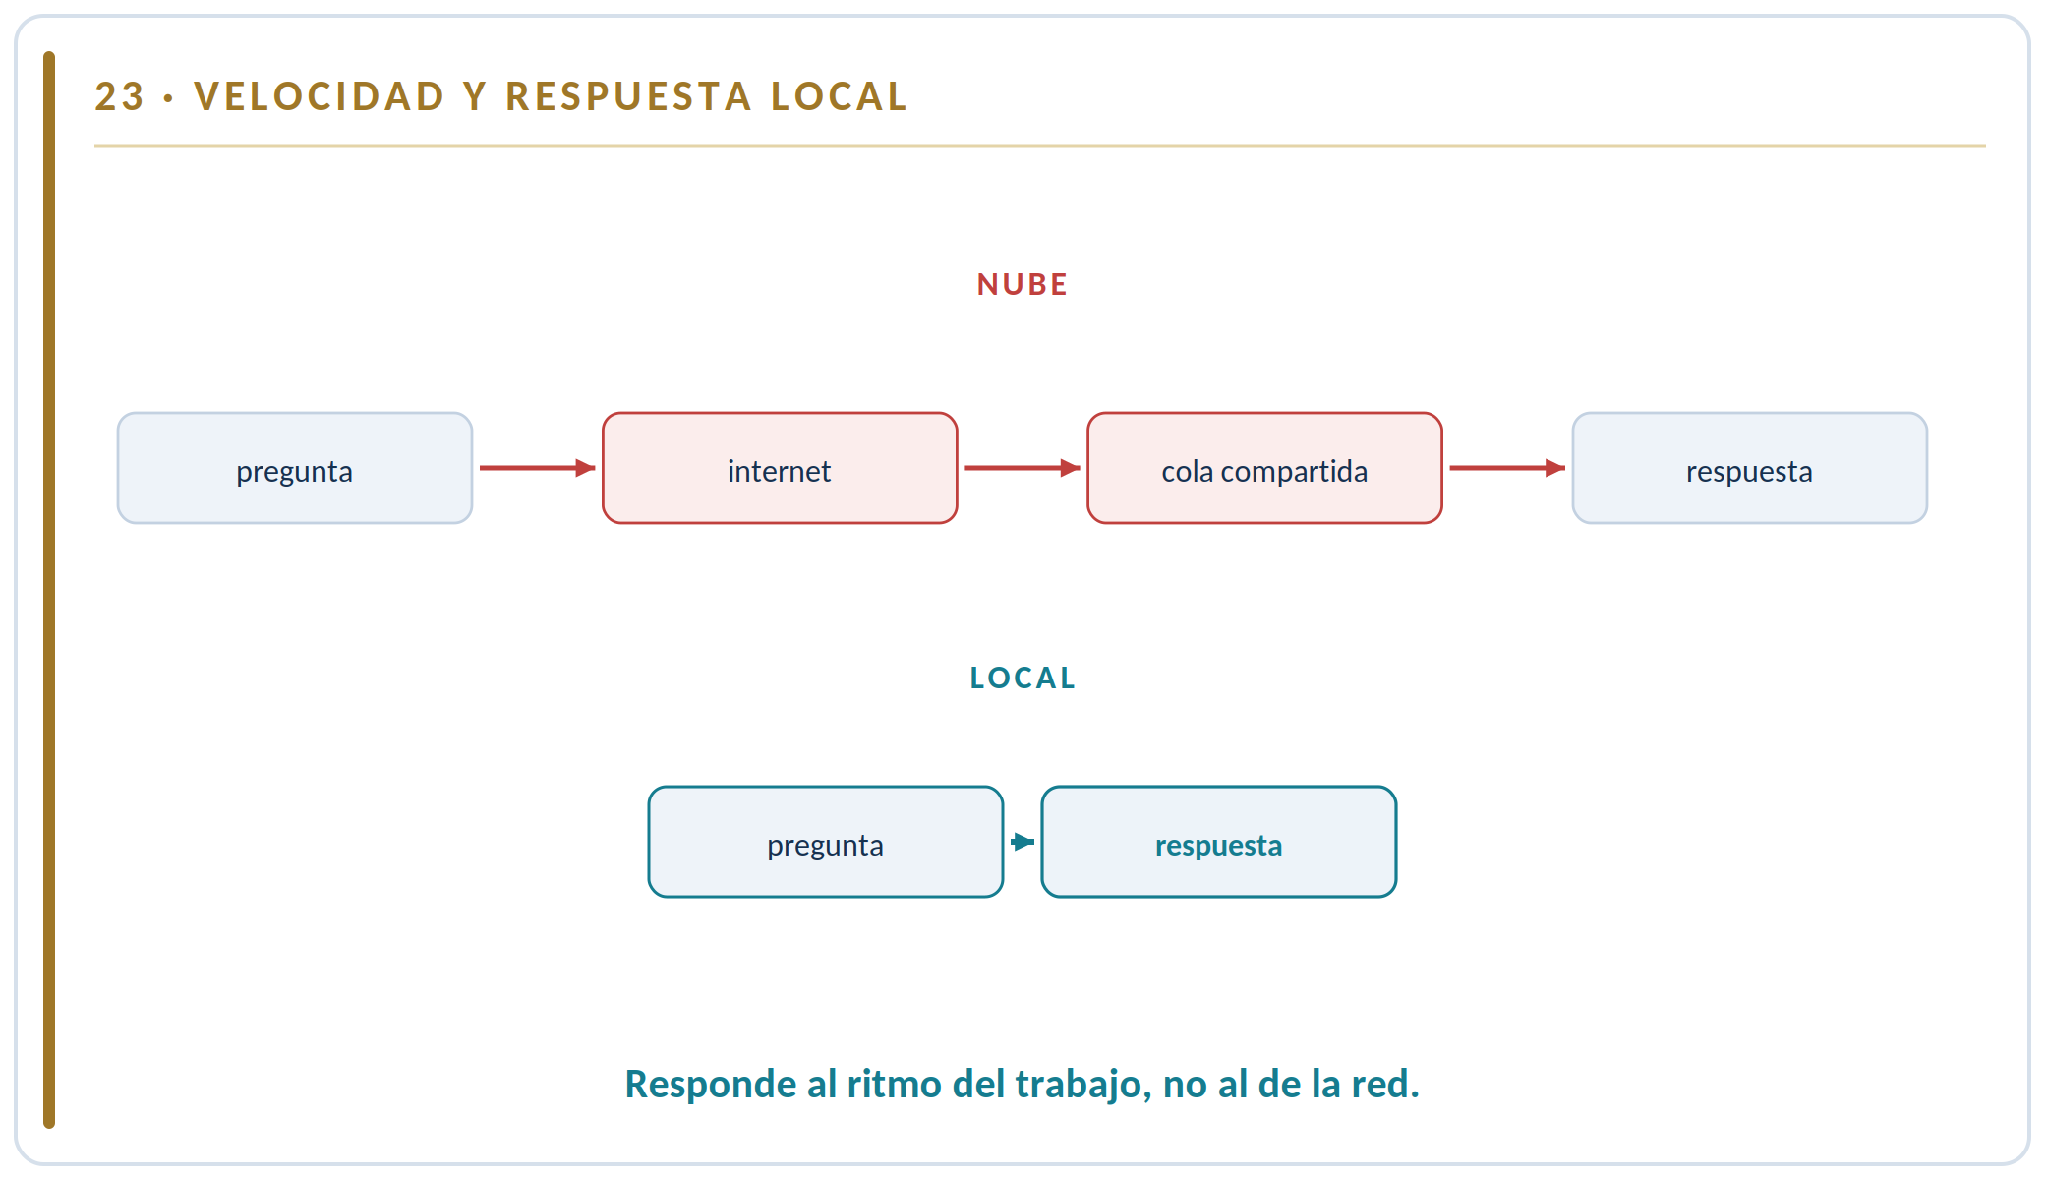 23 · VELOCIDAD Y RESPUESTA LOCAL
NUBE
pregunta internet cola compartida respuesta
LOCAL
pregunta respuesta
Responde al ritmo del trabajo, no al de la red.